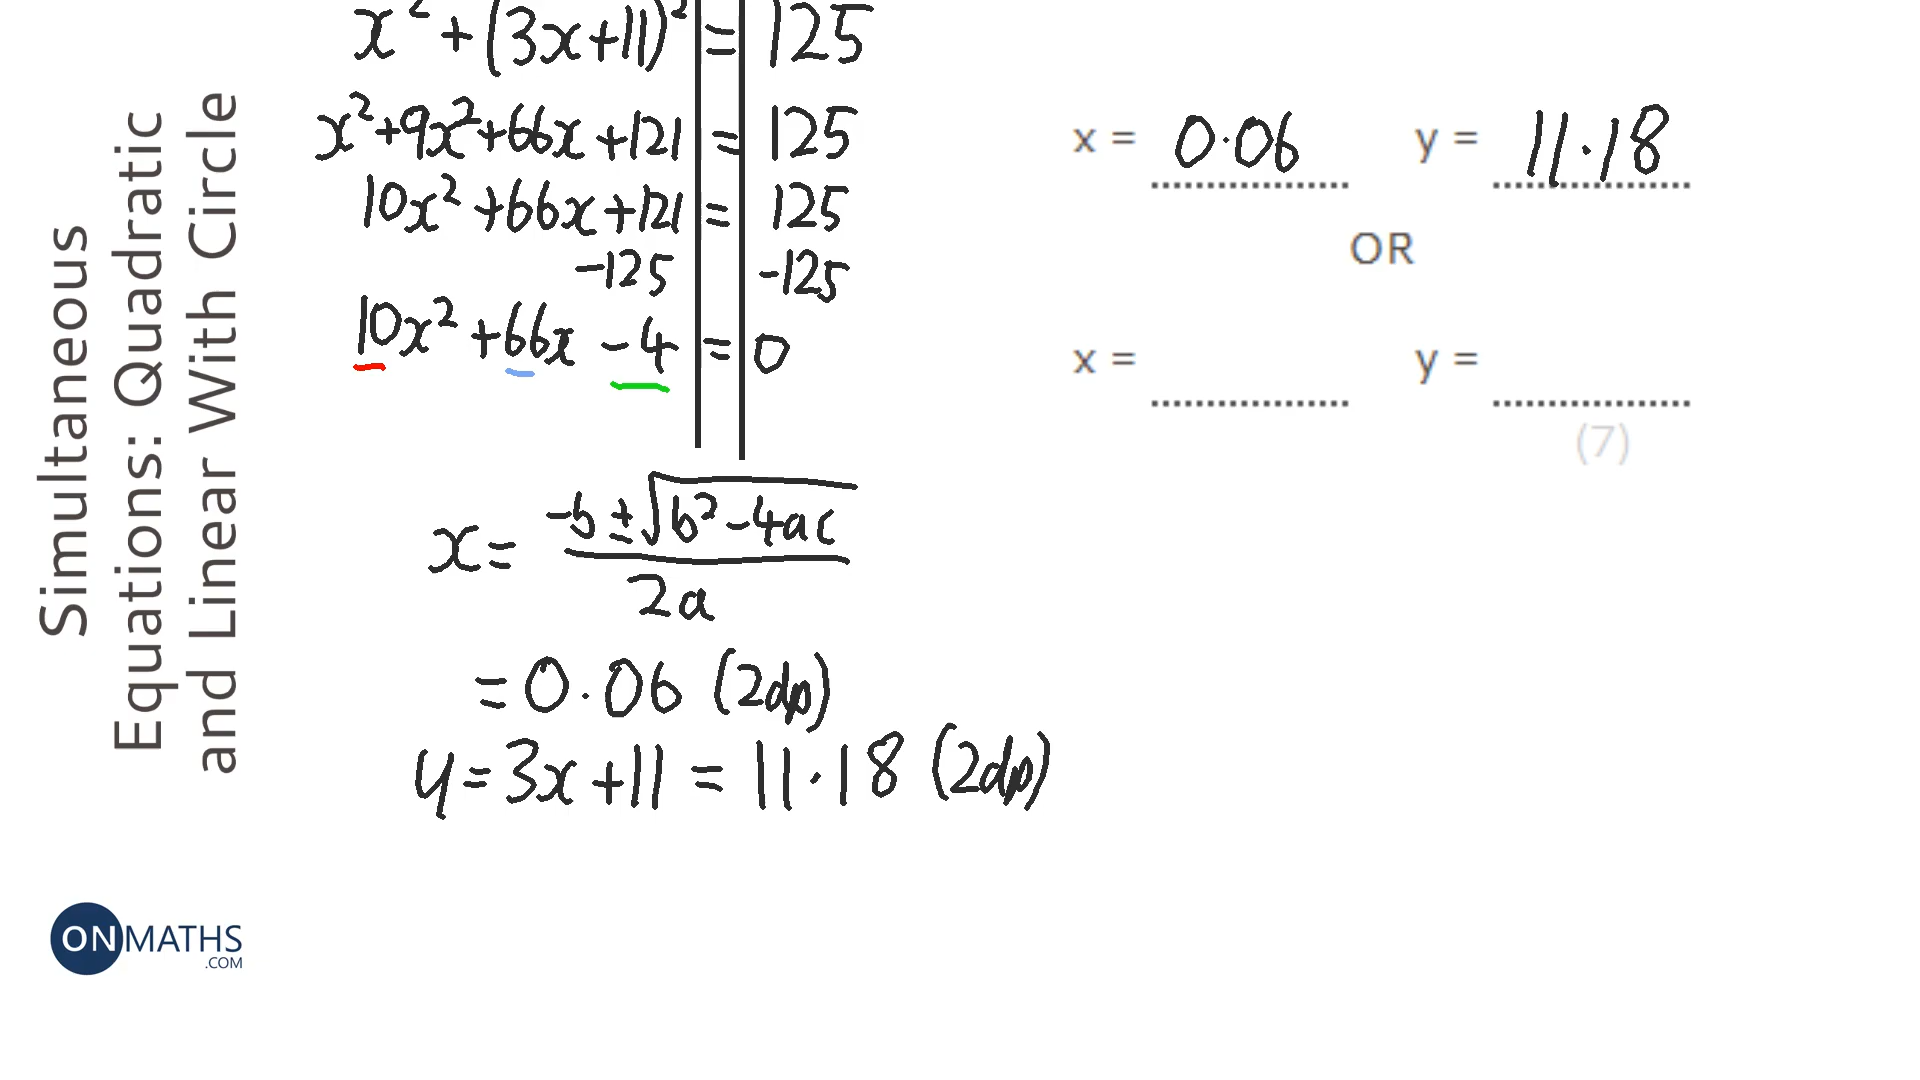 Simultaneous
Equations: Quadratic
and Linear With Circle
x² + (3x+11)² = 125
x²+9x²+66x+121 = 125
10x²+66x+121 = 125
-125 -125
10x²+66x -4 = 0
x = (-b ± √(b²-4ac)) / 2a
= 0.06 (2dp)
y = 3x+11 = 11.18 (2dp)
x = 0.06 y = 11.18
OR
x = y =
(7)
ONMATHS
.COM